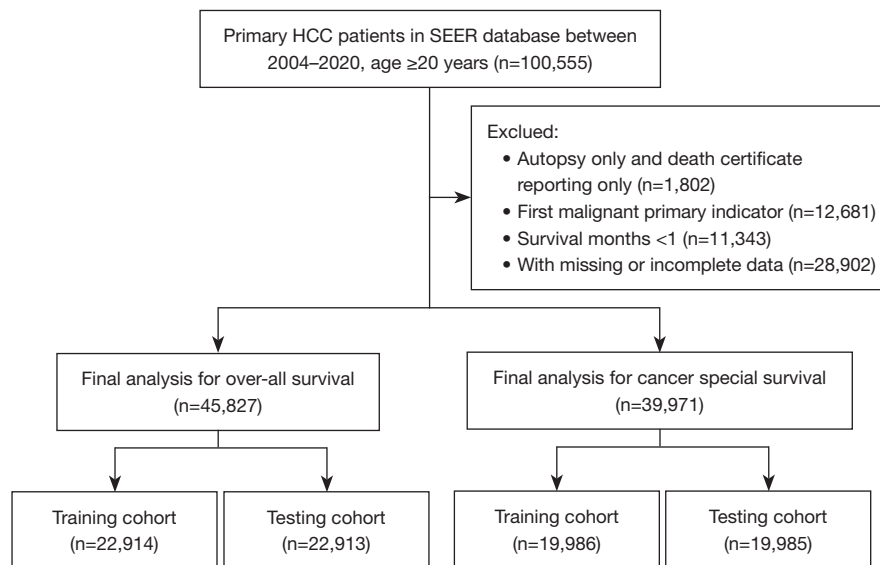 Primary HCC patients in SEER database between
2004–2020, age ≥20 years (n=100,555)
Exclued:
• Autopsy only and death certificate
reporting only (n=1,802)
• First malignant primary indicator (n=12,681)
• Survival months <1 (n=11,343)
• With missing or incomplete data (n=28,902)
Final analysis for over-all survival
(n=45,827)
Final analysis for cancer special survival
(n=39,971)
Training cohort
(n=22,914)
Testing cohort
(n=22,913)
Training cohort
(n=19,986)
Testing cohort
(n=19,985)